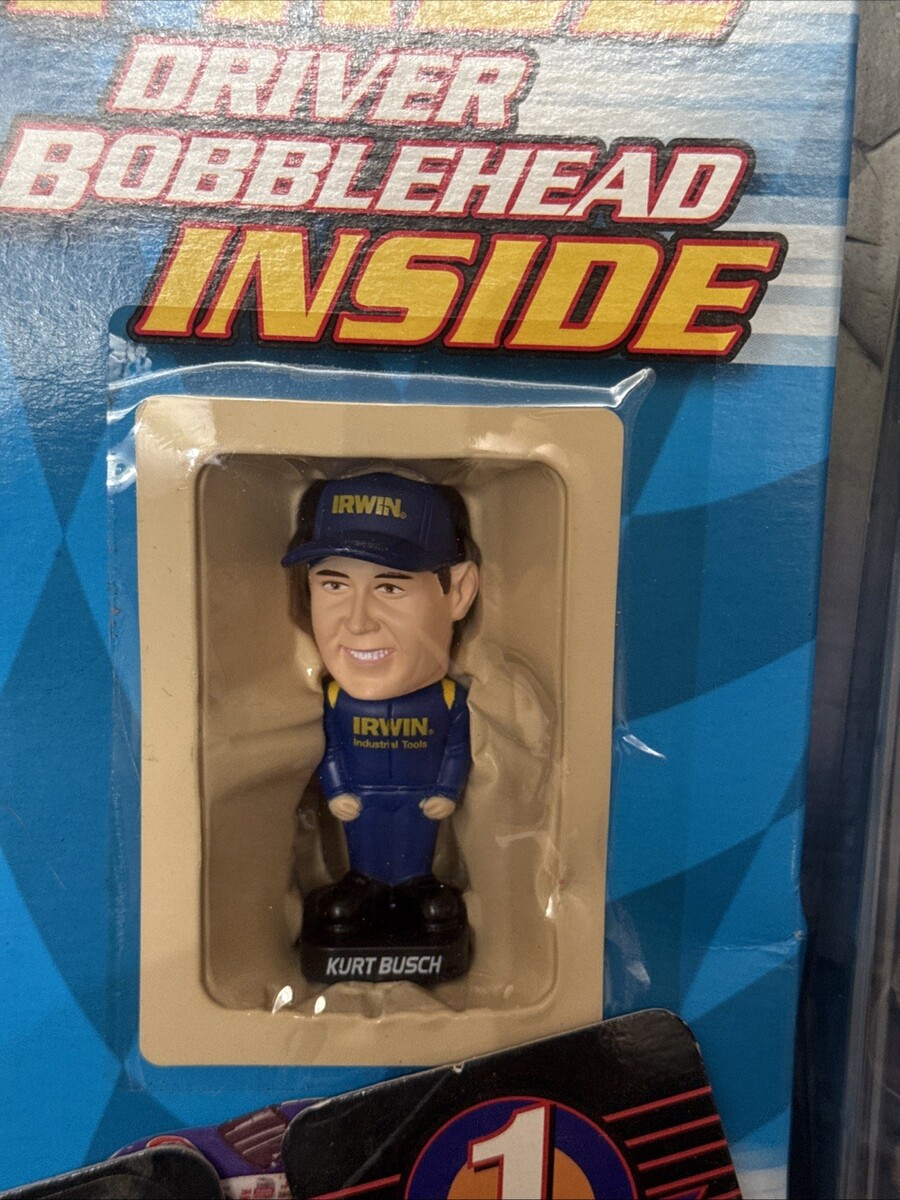 DRIVER
BOBBLEHEAD
INSIDE
IRWIN®
IRWIN®
Industrial Tools
KURT BUSCH
1